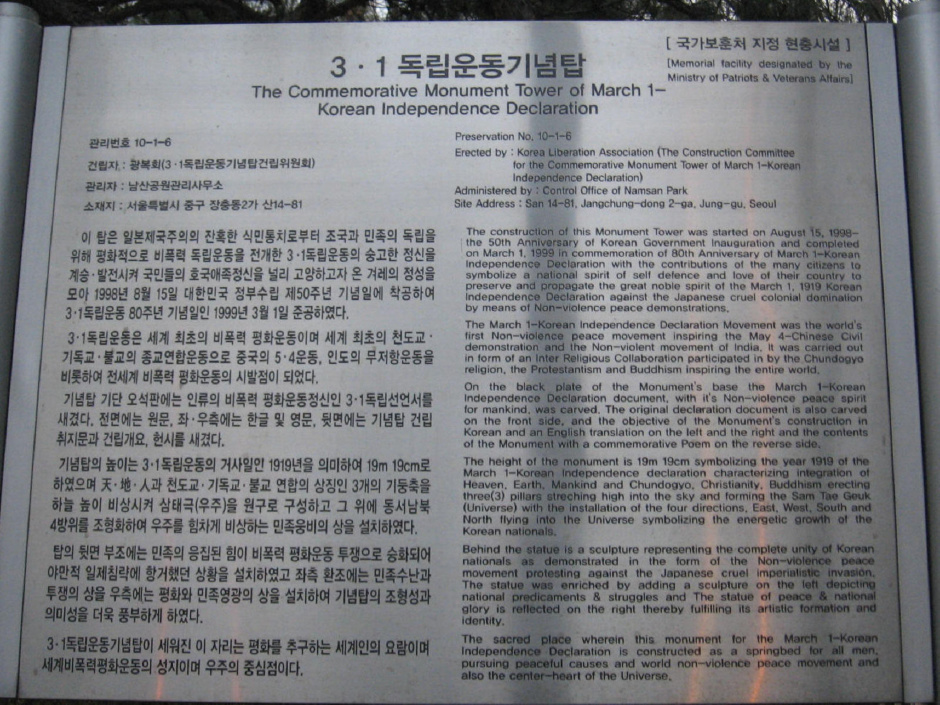 [ 국가보훈처 지정 현충시설 ]
[Memorial facility designated by the
Ministry of Patriots & Veterans Affairs]
3·1 독립운동기념탑
The Commemorative Monument Tower of March 1-
Korean Independence Declaration
관리번호 10-1-6
건립자 : 광복회(3·1독립운동기념탑건립위원회)
관리자 : 남산공원관리사무소
소재지 : 서울특별시 중구 장충동2가 산14-81
이 탑은 일본제국주의의 잔혹한 식민통치로부터 조국과 민족의 독립을
위해 평화적으로 비폭력 독립운동을 전개한 3·1독립운동의 숭고한 정신을
계승·발전시켜 국민들의 호국애족정신을 널리 고양하고자 온 겨레의 정성을
모아 1998년 8월 15일 대한민국 정부수립 제50주년 기념일에 착공하여
3·1독립운동 80주년 기념일인 1999년 3월 1일 준공하였다.
3·1독립운동은 세계 최초의 비폭력 평화운동이며 세계 최초의 천도교·
기독교·불교의 종교연합운동으로 중국의 5·4운동, 인도의 무저항운동을
비롯하여 전세계 비폭력 평화운동의 시발점이 되었다.
기념탑 기단 오석판에는 인류의 비폭력 평화운동정신인 3·1독립선언서를
새겼다. 전면에는 원문, 좌·우측에는 한글 및 영문, 뒷면에는 기념탑 건립
취지문과 건립개요, 헌시를 새겼다.
기념탑의 높이는 3·1독립운동의 거사일인 1919년을 의미하여 19m 19cm로
하였으며 天·地·人과 천도교·기독교·불교 연합의 상징인 3개의 기둥축을
하늘 높이 비상시켜 삼태극(우주)을 원구로 구성하고 그 위에 동서남북
4방위를 조형화하여 우주를 힘차게 비상하는 민족웅비의 상을 설치하였다.
탑의 뒷면 부조에는 민족의 응집된 힘이 비폭력 평화운동 투쟁으로 승화되어
야만적 일제침략에 항거했던 상황을 설치하였고 좌측 환조에는 민족수난과
투쟁의 상을 우측에는 평화와 민족영광의 상을 설치하여 기념탑의 조형성과
의미성을 더욱 풍부하게 하였다.
3·1독립운동기념탑이 세워진 이 자리는 평화를 추구하는 세계인의 요람이며
세계비폭력평화운동의 성지이며 우주의 중심점이다.
Preservation No. 10-1-6
Erected by : Korea Liberation Association (The Construction Committee
for the Commemorative Monument Tower of March 1-Korean
Independence Declaration)
Administered by : Control Office of Namsan Park
Site Address : San 14-81, Jangchung-dong 2-ga, Jung-gu, Seoul
The construction of this Monument Tower was started on August 15, 1998-
the 50th Anniversary of Korean Government Inauguration and completed
on March 1, 1999 in commemoration of 80th Anniversary of March 1-Korean
Independence Declaration with the contributions of the many citizens to
symbolize a national spirit of self defence and love of their country to
preserve and propagate the great noble spirit of the March 1, 1919 Korean
Independence Declaration against the Japanese cruel colonial domination
by means of Non-violence peace demonstrations.
The March 1-Korean Independence Declaration Movement was the world's
first Non-violence peace movement inspiring the May 4-Chinese Civil
demonstration and the Non-violent movement of India. It was carried out
in form of an Inter Religious Collaboration participated in by the Chundogyo
religion, the Protestantism and Buddhism inspiring the entire world.
On the black plate of the Monument's base the March 1-Korean
Independence Declaration document, with it's Non-violence peace spirit
for mankind, was carved. The original declaration document is also carved
on the front side, and the objective of the Monument's construction in
Korean and an English translation on the left and the right and the contents
of the Monument with a commemorative Poem on the reverse side.
The height of the monument is 19m 19cm symbolizing the year 1919 of the
March 1-Korean Independence declaration characterizing integration of
Heaven, Earth, Mankind and Chundogyo, Christianity, Buddhism erecting
three(3) pillars streching high into the sky and forming the Sam Tae Geuk
(Universe) with the installation of the four directions, East, West, South and
North flying into the Universe symbolizing the energetic growth of the
Korean nationals.
Behind the statue is a sculpture representing the complete unity of Korean
nationals as demonstrated in the form of the Non-violence peace
movement protesting against the Japanese cruel imperialistic invasion.
The statue was enriched by adding a sculpture on the left depicting
national predicaments & struggles and The statue of peace & national
glory is reflected on the right thereby fulfilling its artistic formation and
identity.
The sacred place wherein this monument for the March 1-Korean
Independence Declaration is constructed as a springbed for all men,
pursuing peaceful causes and world non-violence peace movement and
also the center-heart of the Universe.